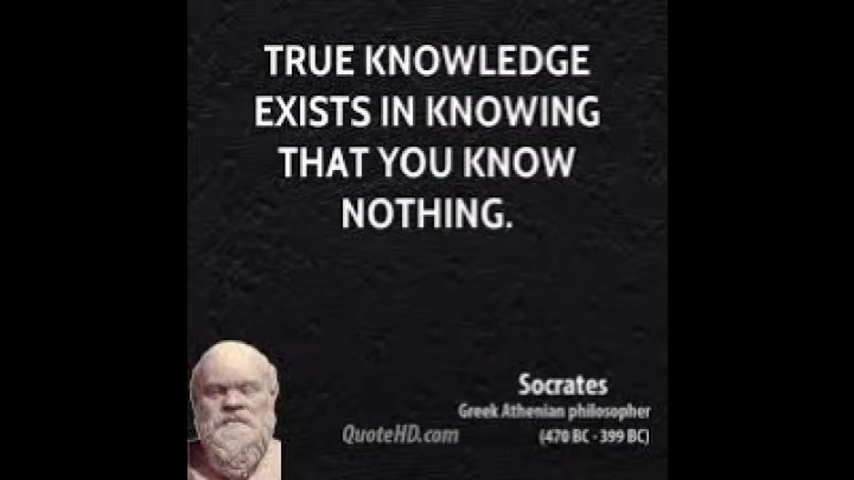 TRUE KNOWLEDGE
EXISTS IN KNOWING
THAT YOU KNOW
NOTHING.
Socrates
Greek Athenian philosopher
QuoteHD.com
(470 BC - 399 BC)